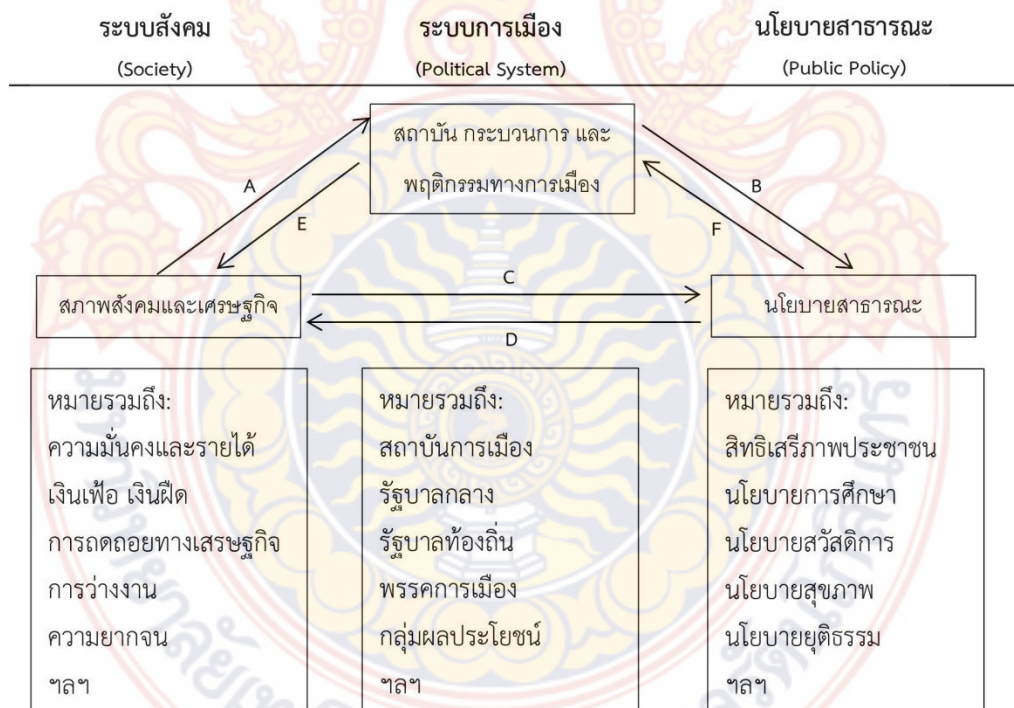 ระบบสังคม
(Society)
ระบบการเมือง
(Political System)
นโยบายสาธารณะ
(Public Policy)
สถาบัน กระบวนการ และ
พฤติกรรมทางการเมือง
A
B
E
F
C
D
สภาพสังคมและเศรษฐกิจ
นโยบายสาธารณะ
หมายรวมถึง:
ความมั่นคงและรายได้
เงินเฟ้อ เงินฝืด
การถดถอยทางเสรษฐกิจ
การว่างงาน
ความยากจน
ฯลฯ
หมายรวมถึง:
สถาบันการเมือง
รัฐบาลกลาง
รัฐบาลท้องถิ่น
พรรคการเมือง
กลุ่มผลประโยชน์
ฯลฯ
หมายรวมถึง:
สิทธิเสรีภาพประชาชน
นโยบายการศึกษา
นโยบายสวัสดิการ
นโยบายสุขภาพ
นโยบายยุติธรรม
ฯลฯ